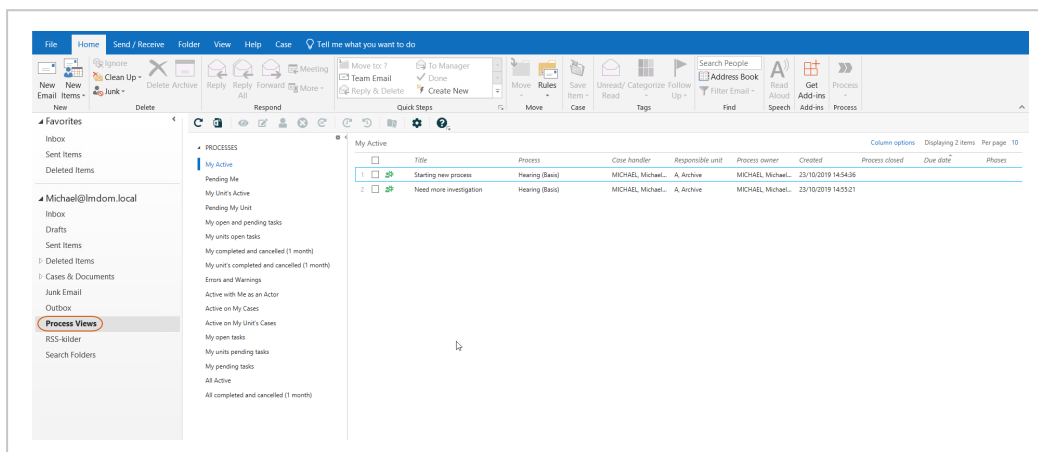 File Home Send / Receive Folder View Help Case Tell me what you want to do
New Email
New Items
Ignore
Clean Up
Junk
Delete Archive
Reply Reply All Forward
Meeting
More
Move to: ?
Team Email
Reply & Delete
To Manager
Done
Create New
Move Rules
Save Item
Unread/ Read
Categorize
Follow Up
Search People
Address Book
Filter Email
Read Aloud
Get Add-ins
Process
New Delete Respond Quick Steps Move Case Tags Find Speech Add-ins Process
Favorites
Inbox
Sent Items
Deleted Items
Michael@lmdom.local
Inbox
Drafts
Sent Items
Deleted Items
Cases & Documents
Junk Email
Outbox
Process Views
RSS-kilder
Search Folders
PROCESSES
My Active
Pending Me
My Unit's Active
Pending My Unit
My open and pending tasks
My units open tasks
My completed and cancelled (1 month)
My unit's completed and cancelled (1 month)
Errors and Warnings
Active with Me as an Actor
Active on My Cases
Active on My Unit's Cases
My open tasks
My units pending tasks
My pending tasks
All Active
All completed and cancelled (1 month)
My Active Column options Displaying 2 items Per page 10
Title Process Case handler Responsible unit Process owner Created Process closed Due date Phases
1 Starting new process Hearing (Basis) MICHAEL, Michael... A, Archive MICHAEL, Michael... 23/10/2019 14:54:36
2 Need more investigation Hearing (Basis) MICHAEL, Michael... A, Archive MICHAEL, Michael... 23/10/2019 14:55:21